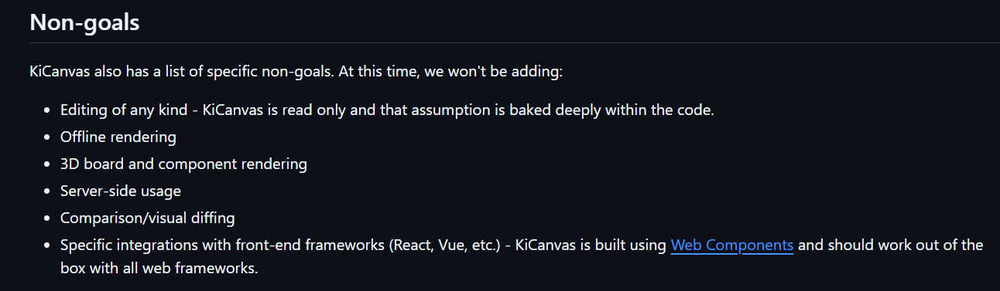 Non-goals
KiCanvas also has a list of specific non-goals. At this time, we won't be adding:
• Editing of any kind - KiCanvas is read only and that assumption is baked deeply within the code.
• Offline rendering
• 3D board and component rendering
• Server-side usage
• Comparison/visual diffing
• Specific integrations with front-end frameworks (React, Vue, etc.) - KiCanvas is built using Web Components and should work out of the
box with all web frameworks.